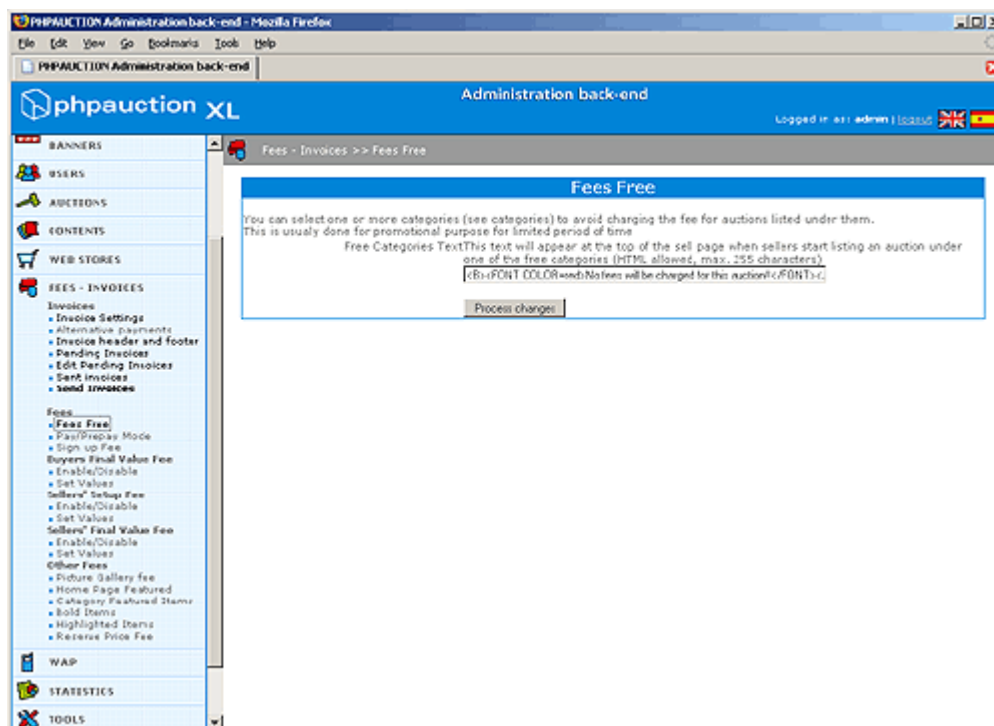 PHPAUCTION Administration back-end - Mozilla Firefox
File Edit View Go Bookmarks Tools Help
PHPAUCTION Administration back-end
phpauction XL
Administration back-end
Logged in as: admin | logout
BANNERS
USERS
AUCTIONS
CONTENTS
WEB STORES
FEES - INVOICES
Invoices
Invoice Settings
Alternative payments
Invoice header and footer
Pending Invoices
Edit Pending Invoices
Sent invoices
Send Invoices
Fees
Fees Free
Pay/Prepay Mode
Sign up Fee
Buyers Final Value Fee
Enable/Disable
Set Values
Sellers" Setup Fee
Enable/Disable
Set Values
Sellers" Final Value Fee
Enable/Disable
Set Values
Other Fees
Picture Gallery fee
Home Page Featured
Category Featured Items
Bold Items
Highlighted Items
Reserve Price Fee
WAP
STATISTICS
TOOLS
Fees - Invoices >> Fees Free
Fees Free
You can select one or more categories (see categories) to avoid charging the fee for auctions listed under them.
This is usualy done for promotional purpose for limited period of time
Free Categories TextThis text will appear at the top of the sell page when sellers start listing an auction under
one of the free categories (HTML allowed, max. 255 characters)
<B><FONT COLOR=red>No fees will be charged for this auction!!</FONT><
Process changes